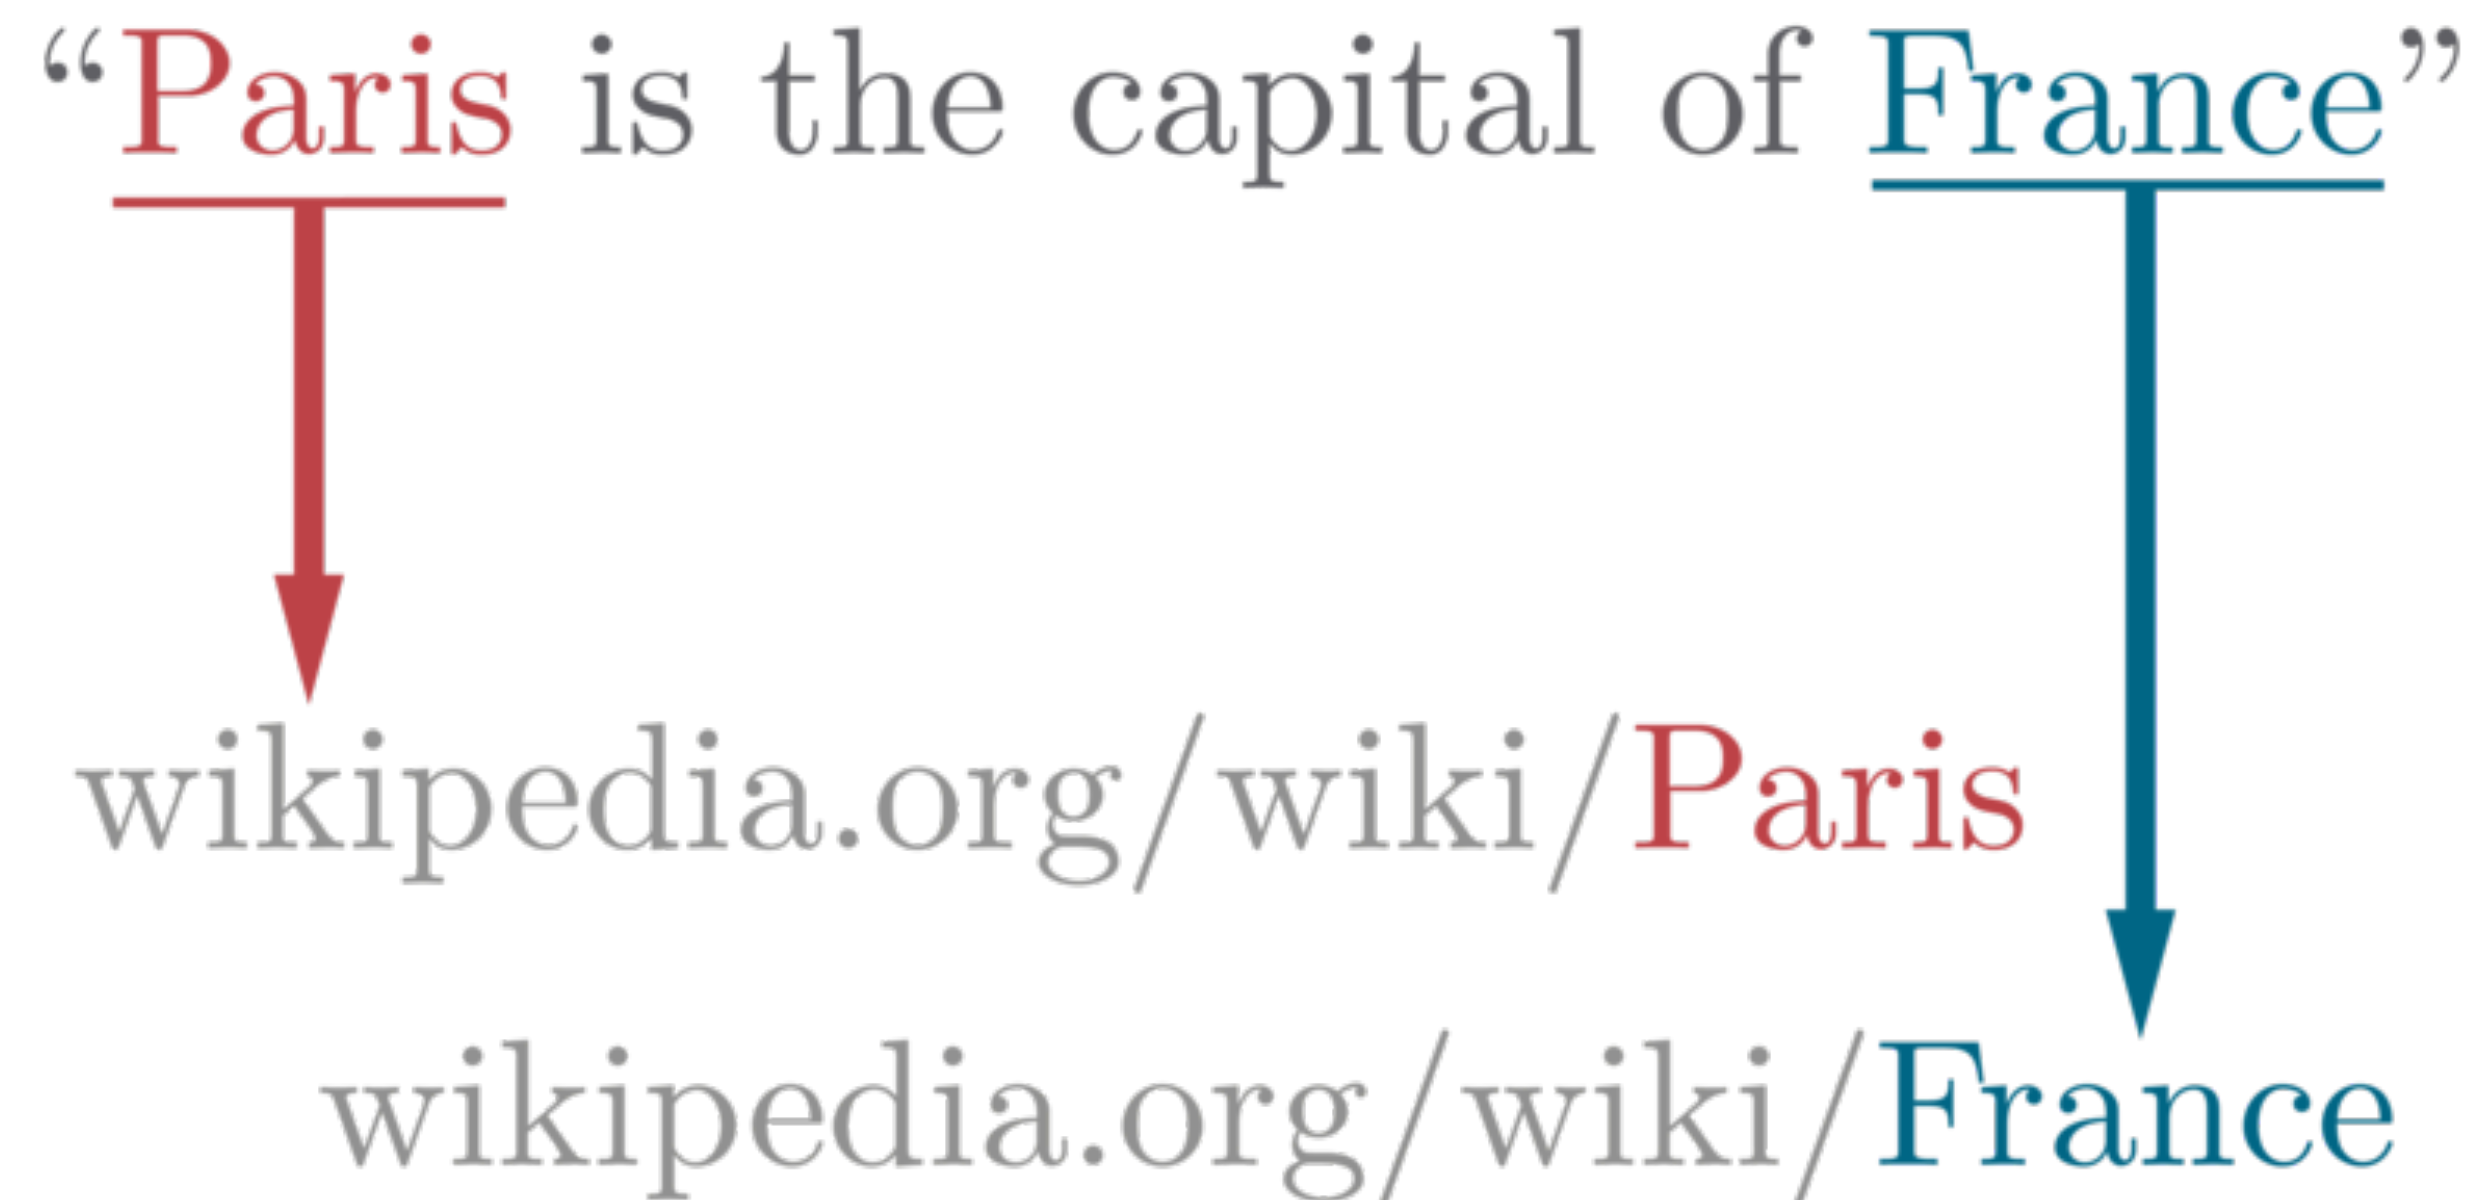 “Paris is the capital of France”
wikipedia.org/wiki/Paris
wikipedia.org/wiki/France